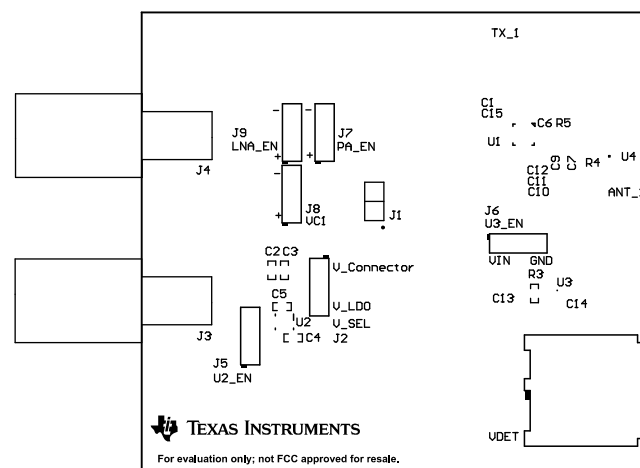 TX_1
C1
C15
C6 R5
U1
J9
LNA_EN
J7
PA_EN
J4
C9
C7
R4
U4
C12
C11
C10
ANT_
J8
VC1
J1
J6
U3_EN
VIN
GND
C2
C3
V_Connector
R3
U3
C5
V_LDO
C13
C14
U2
V_SEL
J3
C4
J2
J5
U2_EN
TEXAS INSTRUMENTS
VDET
For evaluation only; not FCC approved for resale.